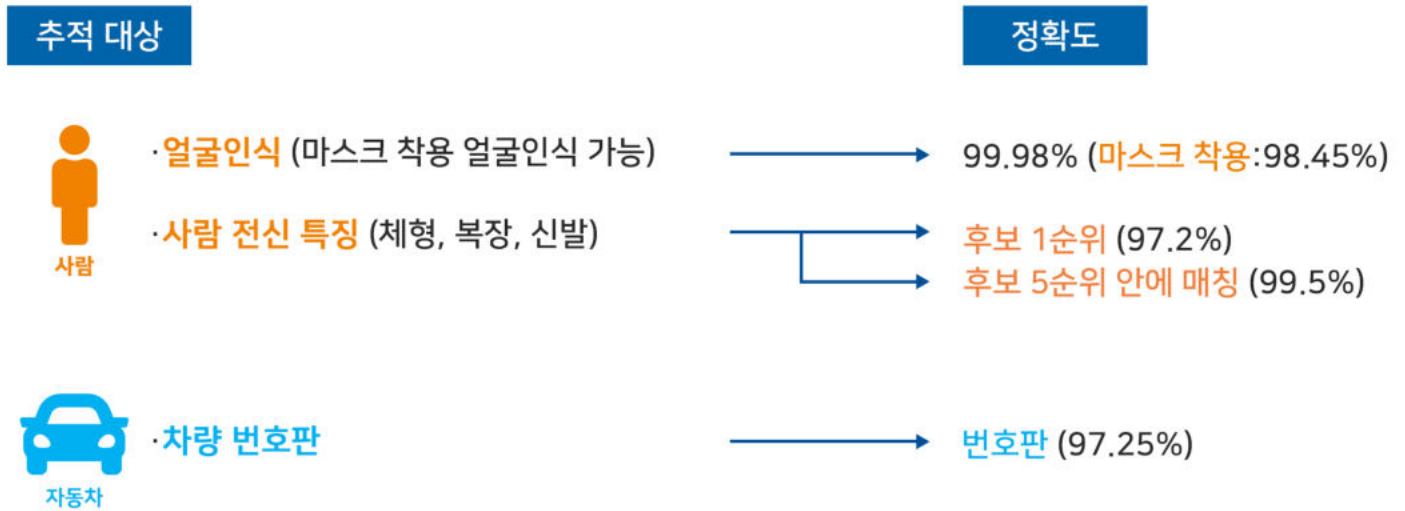 추적 대상
정확도
·얼굴인식 (마스크 착용 얼굴인식 가능)
99.98% (마스크 착용:98.45%)
·사람 전신 특징 (체형, 복장, 신발)
후보 1순위 (97.2%)
후보 5순위 안에 매칭 (99.5%)
사람
·차량 번호판
번호판 (97.25%)
자동차